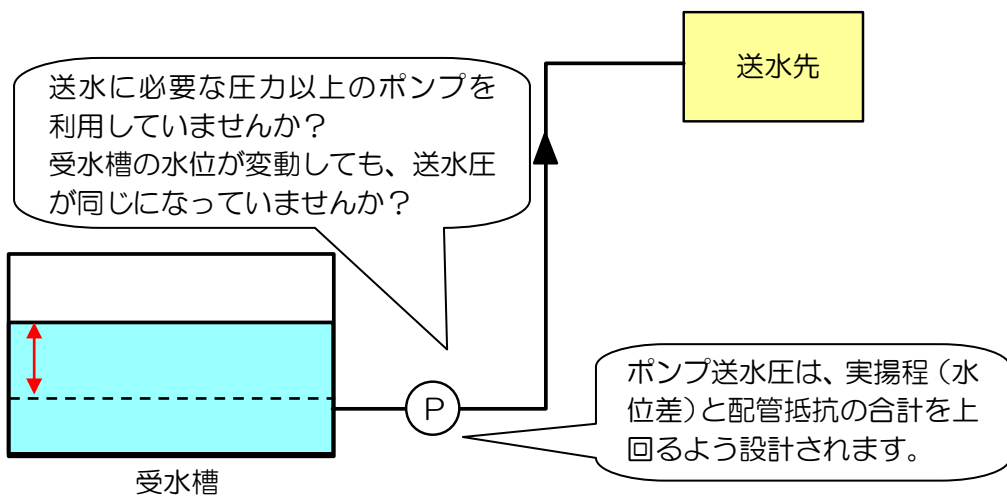 送水先
送水に必要な圧力以上のポンプを
利用していませんか？
受水槽の水位が変動しても、送水圧
が同じになっていませんか？
P
ポンプ送水圧は、実揚程（水
位差）と配管抵抗の合計を上
回るよう設計されます。
受水槽